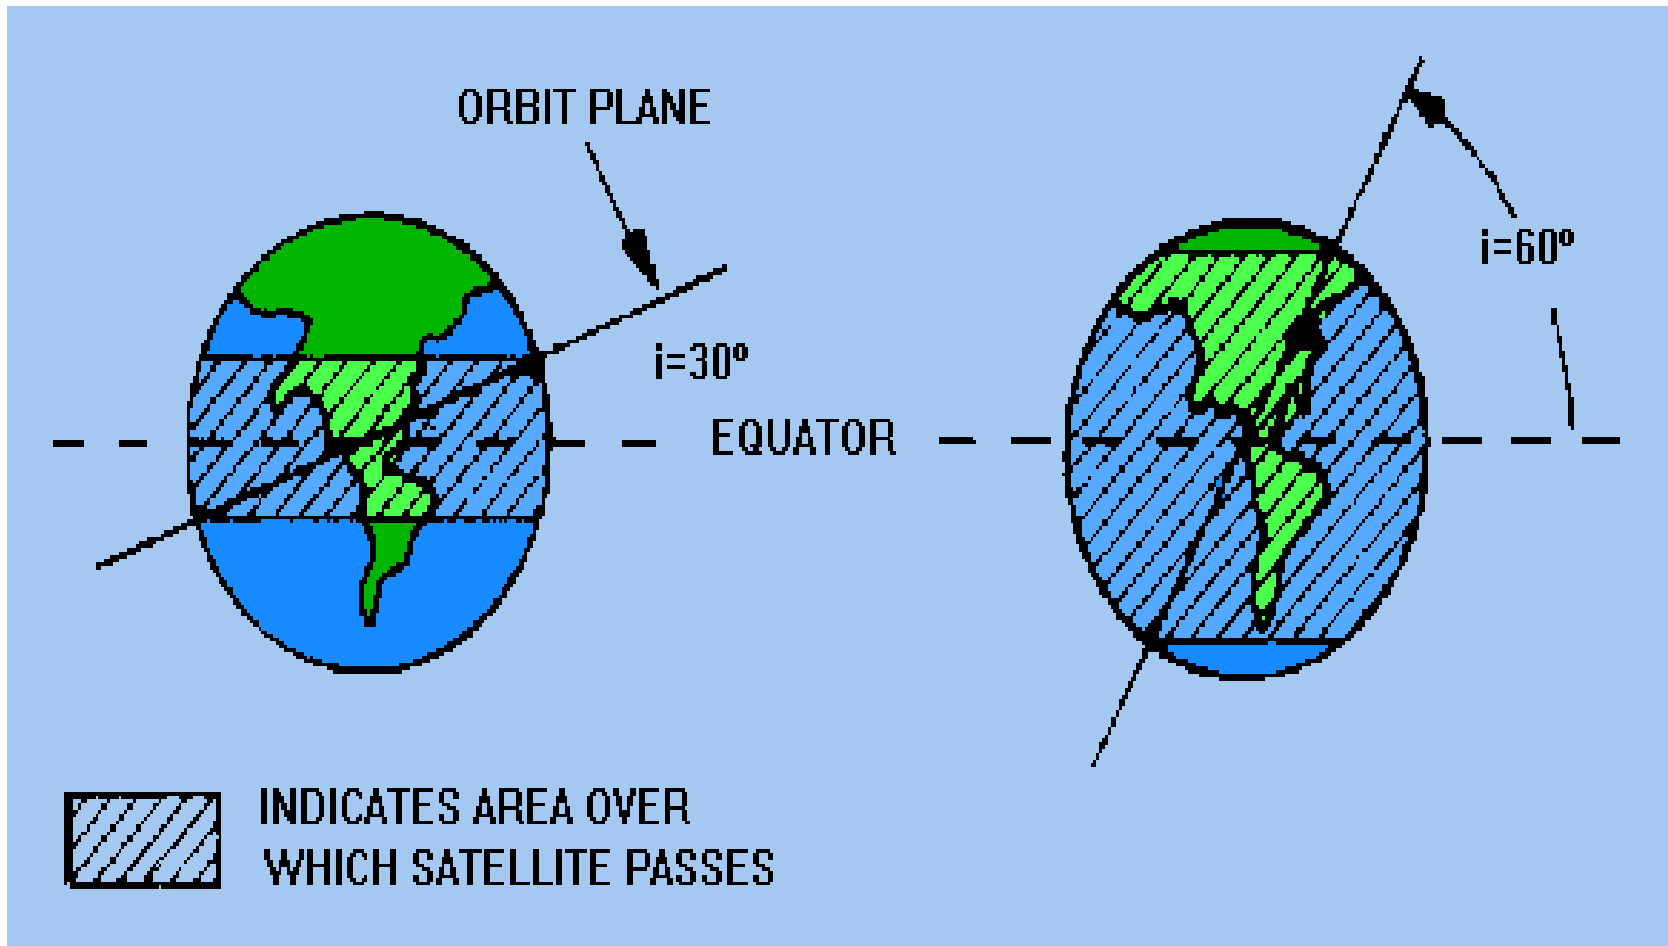 ORBIT PLANE
i=30º
i=60º
EQUATOR
INDICATES AREA OVER
WHICH SATELLITE PASSES